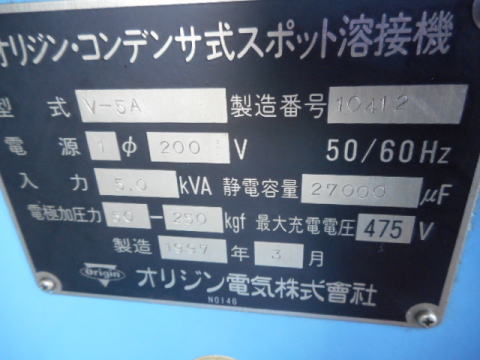 オリジン・コンデンサ式スポット溶接機
型式 V-5A 製造番号 10412
電源 1φ 200 V 50/60Hz
入力 5.0 kVA 静電容量 27000 μF
電極加圧力 50-250 kgf 最大充電電圧 475 V
製造 1997 年 3 月
Origin オリジン電気株式會社
N0146